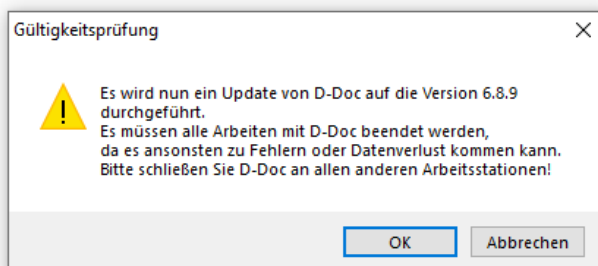 Gültigkeitsprüfung
Es wird nun ein Update von D-Doc auf die Version 6.8.9
durchgeführt.
Es müssen alle Arbeiten mit D-Doc beendet werden,
da es ansonsten zu Fehlern oder Datenverlust kommen kann.
Bitte schließen Sie D-Doc an allen anderen Arbeitsstationen!
OK
Abbrechen